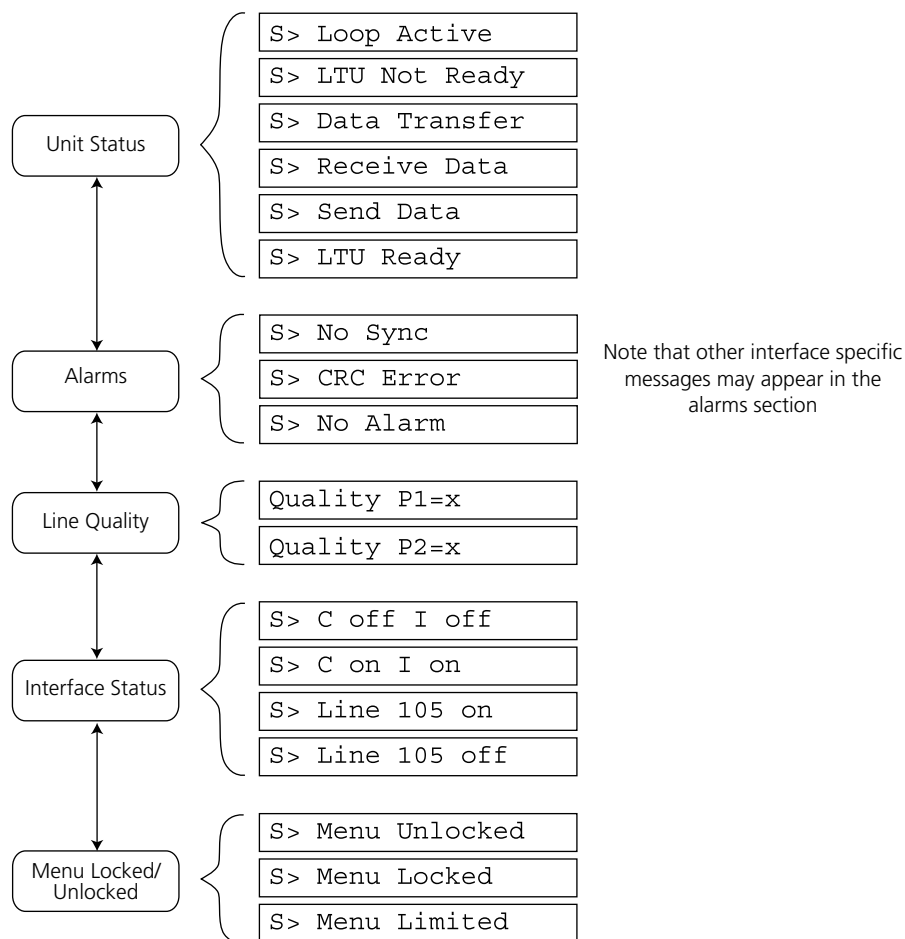 Unit Status
S> Loop Active
S> LTU Not Ready
S> Data Transfer
S> Receive Data
S> Send Data
S> LTU Ready
Alarms
S> No Sync
S> CRC Error
S> No Alarm
Note that other interface specific
messages may appear in the
alarms section
Line Quality
Quality P1=x
Quality P2=x
Interface Status
S> C off I off
S> C on I on
S> Line 105 on
S> Line 105 off
Menu Locked/
Unlocked
S> Menu Unlocked
S> Menu Locked
S> Menu Limited